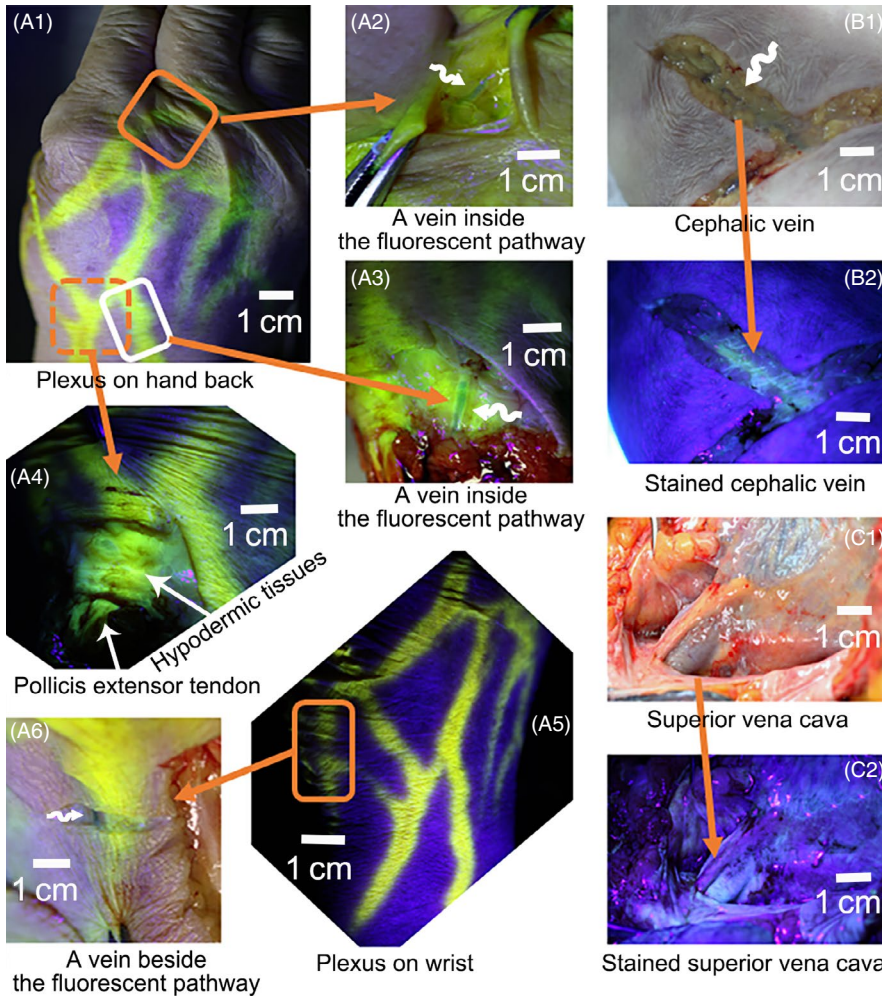 (A1)
1 cm
Plexus on hand back
(A2)
1 cm
A vein inside
the fluorescent pathway
(B1)
1 cm
Cephalic vein
(A3)
1 cm
A vein inside
the fluorescent pathway
(B2)
1 cm
Stained cephalic vein
(A4)
1 cm
Hypodermic tissues
Pollicis extensor tendon
(A5)
1 cm
Plexus on wrist
(C1)
1 cm
Superior vena cava
(A6)
1 cm
A vein beside
the fluorescent pathway
(C2)
1 cm
Stained superior vena cava